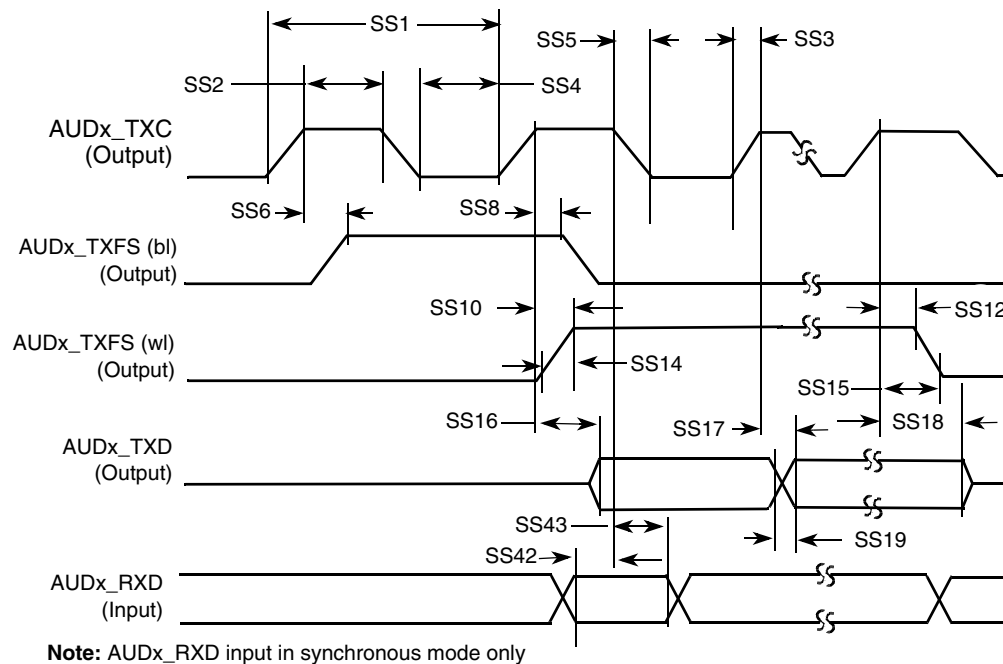 SS1
SS5
SS3
SS2
SS4
AUDx_TXC
(Output)
SS6
SS8
AUDx_TXFS (bl)
(Output)
SS10
SS12
AUDx_TXFS (wl)
(Output)
SS14
SS15
SS16
SS17
SS18
AUDx_TXD
(Output)
SS43
SS42
SS19
AUDx_RXD
(Input)
Note: AUDx_RXD input in synchronous mode only